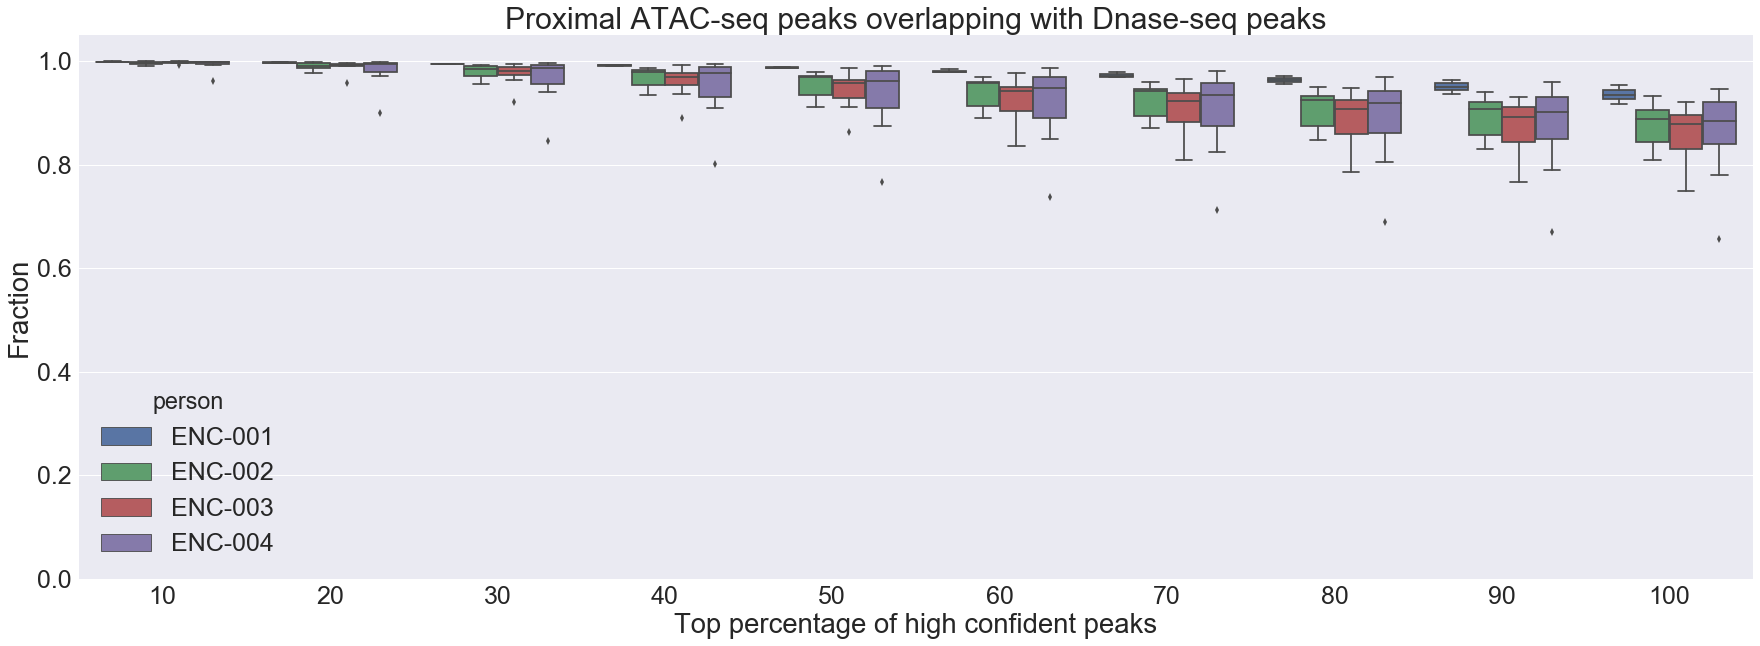 Proximal ATAC-seq peaks overlapping with Dnase-seq peaks
1.0
0.8
0.6
0.4
0.2
0.0
Fraction
person
ENC-001
ENC-002
ENC-003
ENC-004
10 20 30 40 50 60 70 80 90 100
Top percentage of high confident peaks